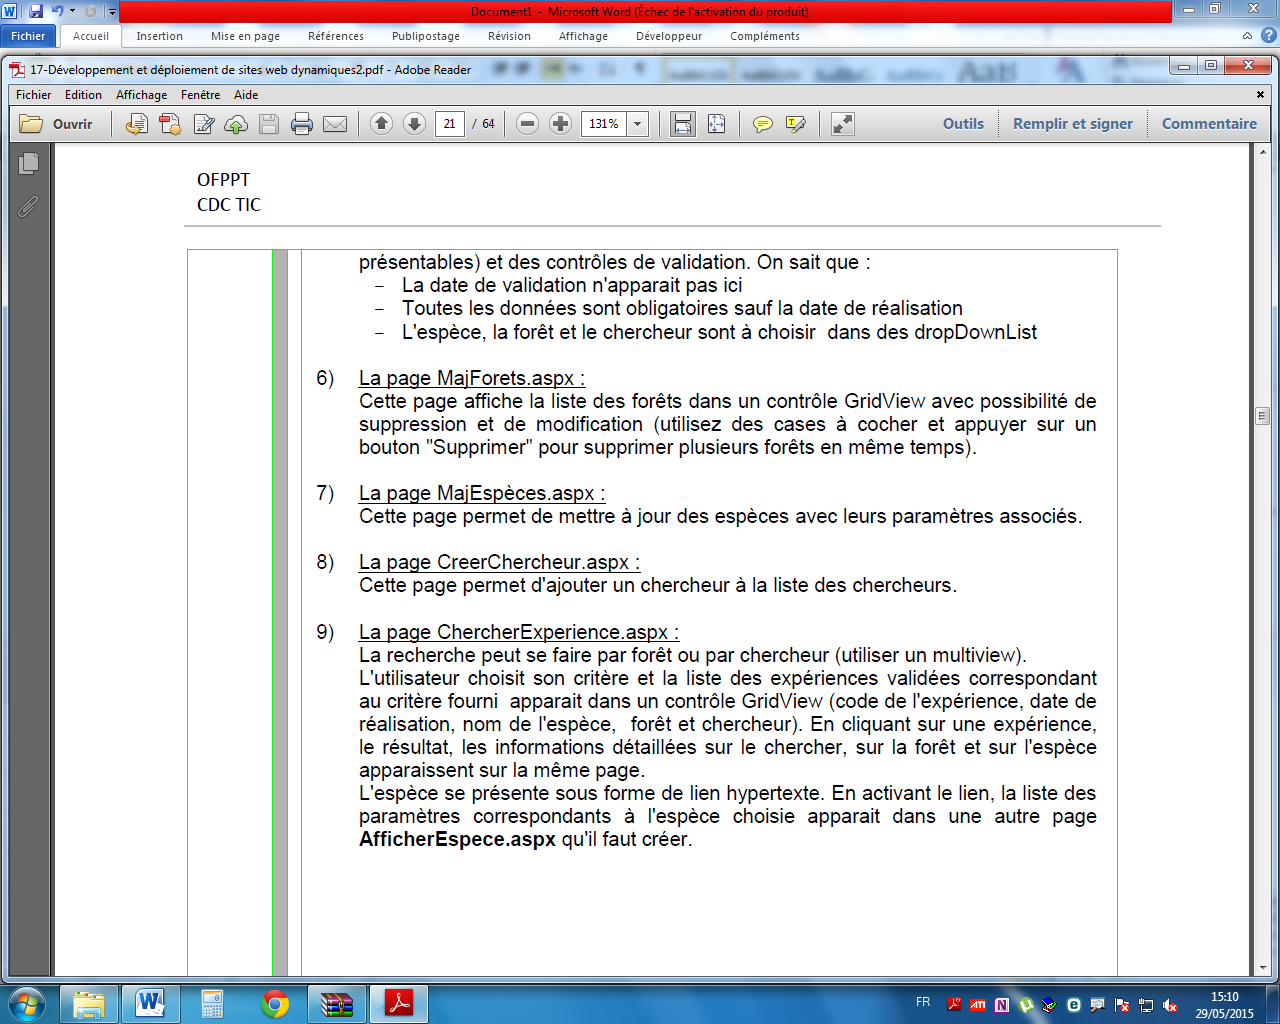 Document1 - Microsoft Word (Échec de l'activation du produit)
Fichier Accueil Insertion Mise en page Références Publipostage Révision Affichage Développeur Compléments
17-Développement et déploiement de sites web dynamiques2.pdf - Adobe Reader
Fichier Edition Affichage Fenêtre Aide
Ouvrir 21 / 64 131% Outils Remplir et signer Commentaire
OFPPT
CDC TIC
présentables) et des contrôles de validation. On sait que :
− La date de validation n'apparait pas ici
− Toutes les données sont obligatoires sauf la date de réalisation
− L'espèce, la forêt et le chercheur sont à choisir dans des dropDownList
6) La page MajForets.aspx :
Cette page affiche la liste des forêts dans un contrôle GridView avec possibilité de
suppression et de modification (utilisez des cases à cocher et appuyer sur un
bouton "Supprimer" pour supprimer plusieurs forêts en même temps).
7) La page MajEspèces.aspx :
Cette page permet de mettre à jour des espèces avec leurs paramètres associés.
8) La page CreerChercheur.aspx :
Cette page permet d'ajouter un chercheur à la liste des chercheurs.
9) La page ChercherExperience.aspx :
La recherche peut se faire par forêt ou par chercheur (utiliser un multiview).
L'utilisateur choisit son critère et la liste des expériences validées correspondant
au critère fourni apparait dans un contrôle GridView (code de l'expérience, date de
réalisation, nom de l'espèce, forêt et chercheur). En cliquant sur une expérience,
le résultat, les informations détaillées sur le chercher, sur la forêt et sur l'espèce
apparaissent sur la même page.
L'espèce se présente sous forme de lien hypertexte. En activant le lien, la liste des
paramètres correspondants à l'espèce choisie apparait dans une autre page
AfficherEspece.aspx qu'il faut créer.
FR
15:10
29/05/2015